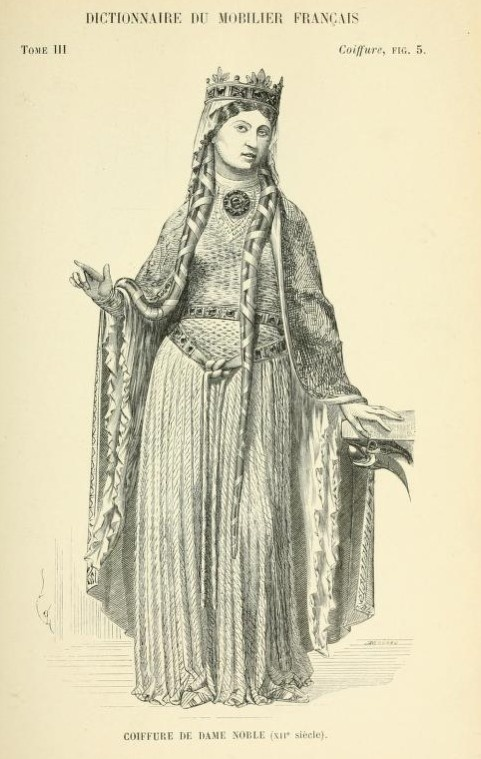 DICTIONNAIRE DU MOBILIER FRANÇAIS
TOME III Coiffure, FIG. 5.
COIFFURE DE DAME NOBLE (XIIᵉ siècle).